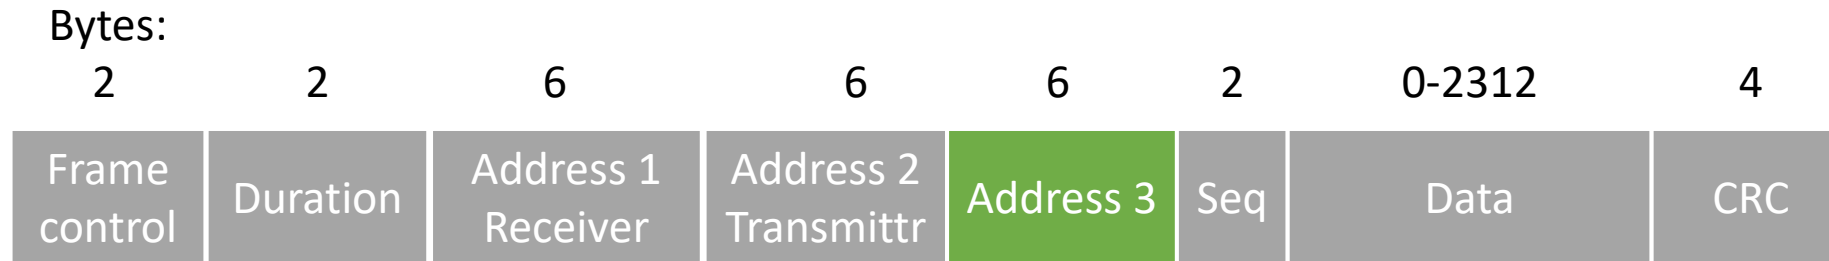 Bytes:
2 2 6 6 6 2 0-2312 4
Frame control Duration Address 1 Receiver Address 2 Transmittr Address 3 Seq Data CRC